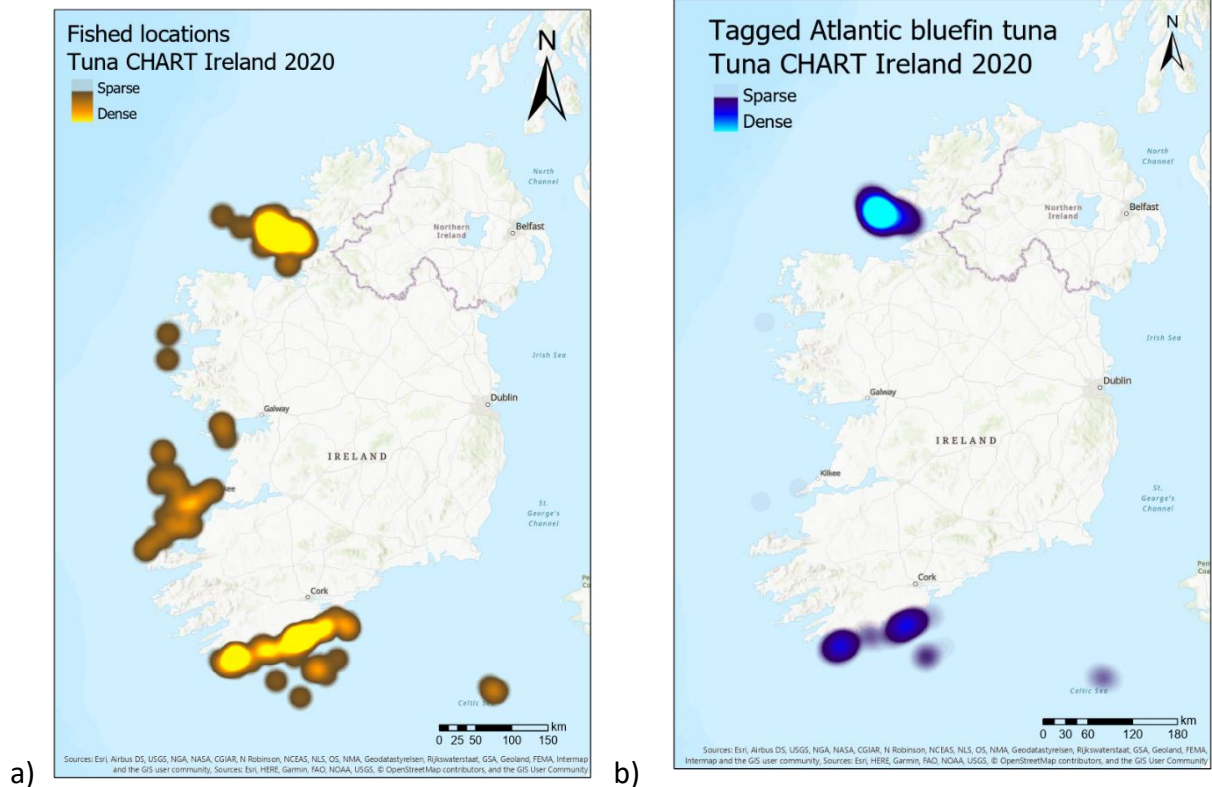 Fished locations
Tuna CHART Ireland 2020
Sparse
Dense
N
North
Channel
Northern
Ireland
Belfast
Irish Sea
Dublin
Galway
IRELAND
kee
St.
George's
Channel
Cork
Pem
Co
Celtic Se
km
0 25 50 100 150
Sources: Esri, Airbus DS, USGS, NGA, NASA, CGIAR, N Robinson, NCEAS, NLS, OS, NMA, Geodatastyrelsen, Rijkswaterstaat, GSA, Geoland, FEMA, Intermap
and the GIS user community, Sources: Esri, HERE, Garmin, FAO, NOAA, USGS, © OpenStreetMap contributors, and the GIS User Community
a)
Tagged Atlantic bluefin tuna
Tuna CHART Ireland 2020
Sparse
Dense
N
North
Channel
Northern
Ireland
Belfast
Irish Sea
Dublin
Galway
IRELAND
Kilkee
St.
George's
Channel
Cork
Pem
Coa
Celtic Sea
km
0 15 30 60 120 180
Sources: Esri, Airbus DS, USGS, NGA, NASA, CGIAR, N Robinson, NCEAS, NLS, OS, NMA, Geodatastyrelsen, Rijkswaterstaat, GSA, Geoland, FEMA,
Intermap and the GIS user community, Sources: Esri, HERE, Garmin, FAO, NOAA, USGS, © OpenStreetMap contributors, and the GIS User Community
b)